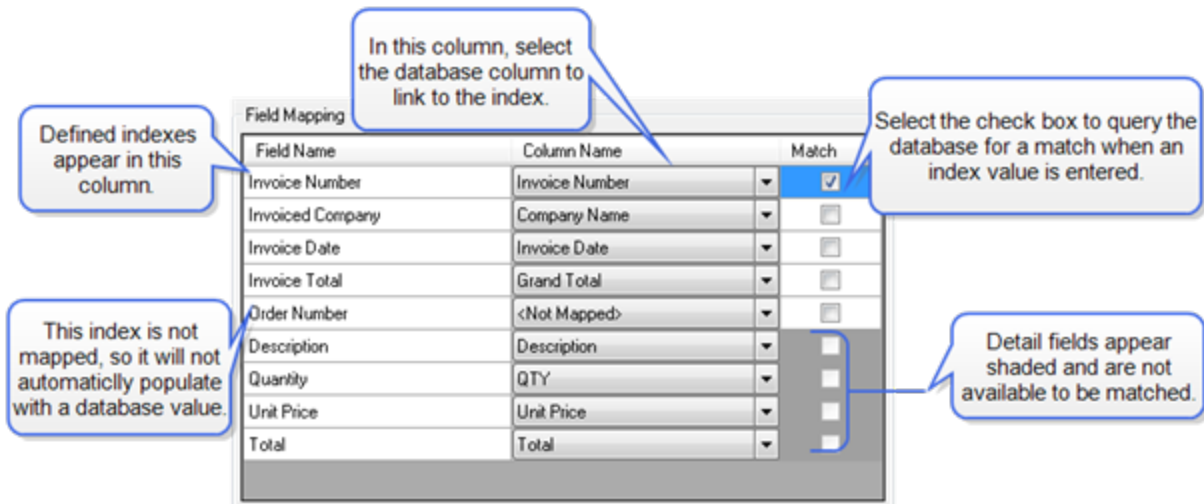 In this column, select
the database column to
link to the index.
Defined indexes
appear in this
column.
Select the check box to query the
database for a match when an
index value is entered.
Field Mapping
Field Name Column Name Match
Invoice Number Invoice Number
Invoiced Company Company Name
Invoice Date Invoice Date
Invoice Total Grand Total
Order Number <Not Mapped>
Description Description
Quantity QTY
Unit Price Unit Price
Total Total
This index is not
mapped, so it will not
automaticlly populate
with a database value.
Detail fields appear
shaded and are not
available to be matched.